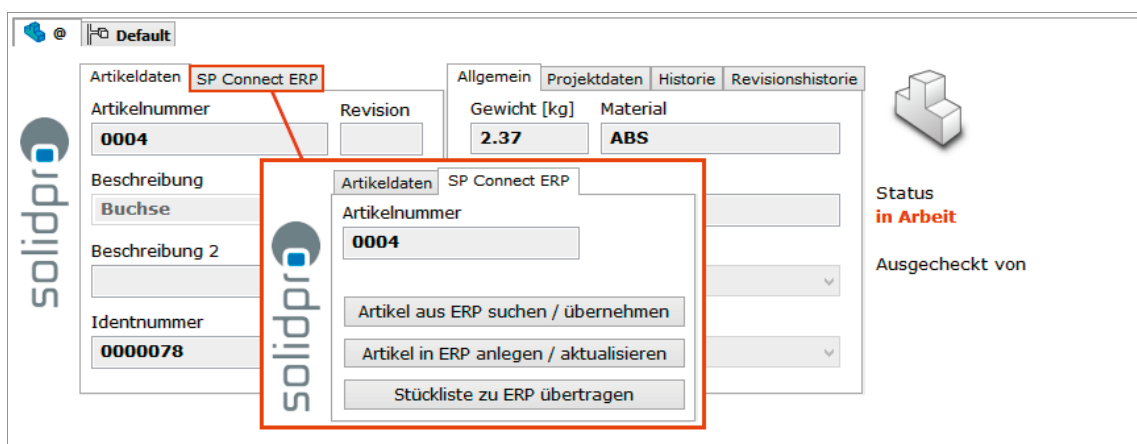 @ Default
Artikeldaten SP Connect ERP
Artikelnummer Revision
0004
Beschreibung
Buchse
Beschreibung 2
Identnummer
0000078
solidpro
Allgemein Projektdaten Historie Revisionshistorie
Gewicht [kg] Material
2.37 ABS
Status
in Arbeit
Ausgecheckt von
Artikeldaten SP Connect ERP
Artikelnummer
0004
Artikel aus ERP suchen / übernehmen
Artikel in ERP anlegen / aktualisieren
Stückliste zu ERP übertragen
solidpro